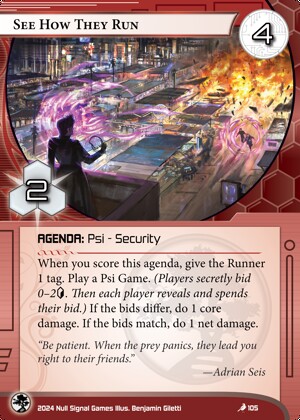 See How They Run
4
2
AGENDA: Psi - Security
When you score this agenda, give the Runner
1 tag. Play a Psi Game. (Players secretly bid
0–2. Then each player reveals and spends
their bid.) If the bids differ, do 1 core
damage. If the bids match, do 1 net damage.
“Be patient. When the prey panics, they lead you
right to their friends.”
—Adrian Seis
2024 Null Signal Games Illus. Benjamin Giletti
105